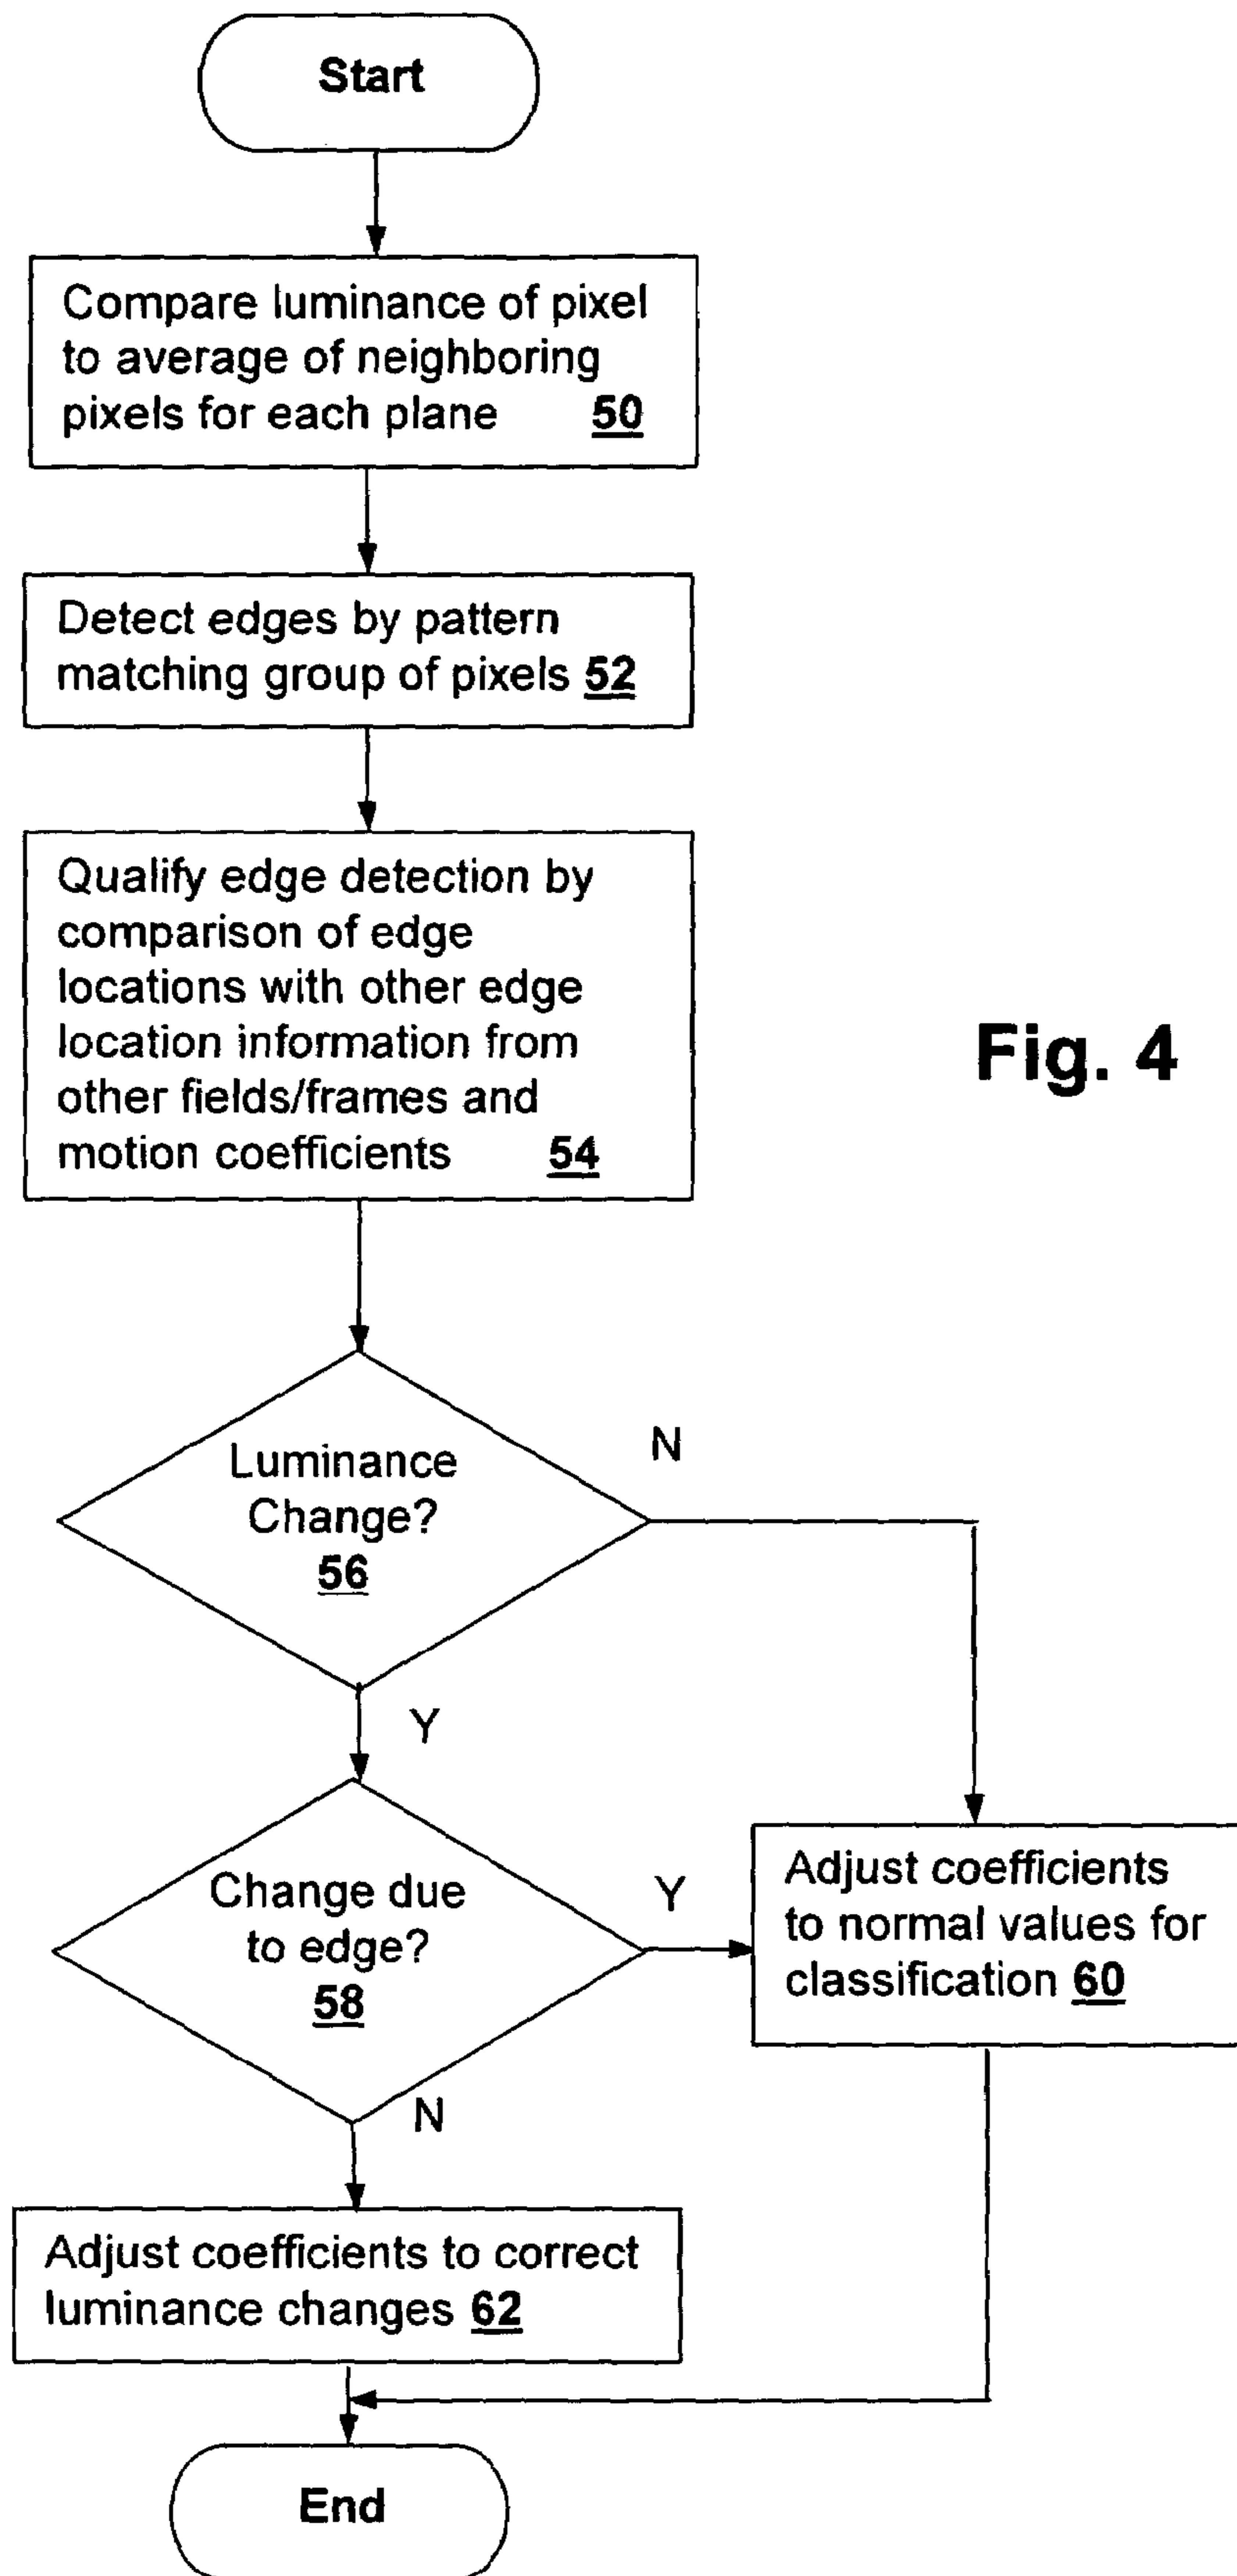 Start
Compare luminance of pixel
to average of neighboring
pixels for each plane 50
Detect edges by pattern
matching group of pixels 52
Qualify edge detection by
comparison of edge
locations with other edge
location information from
other fields/frames and
motion coefficients 54
Fig. 4
Luminance
Change?
56
N
Y
Change due
to edge?
58
Y
Adjust coefficients
to normal values for
classification 60
N
Adjust coefficients to correct
luminance changes 62
End